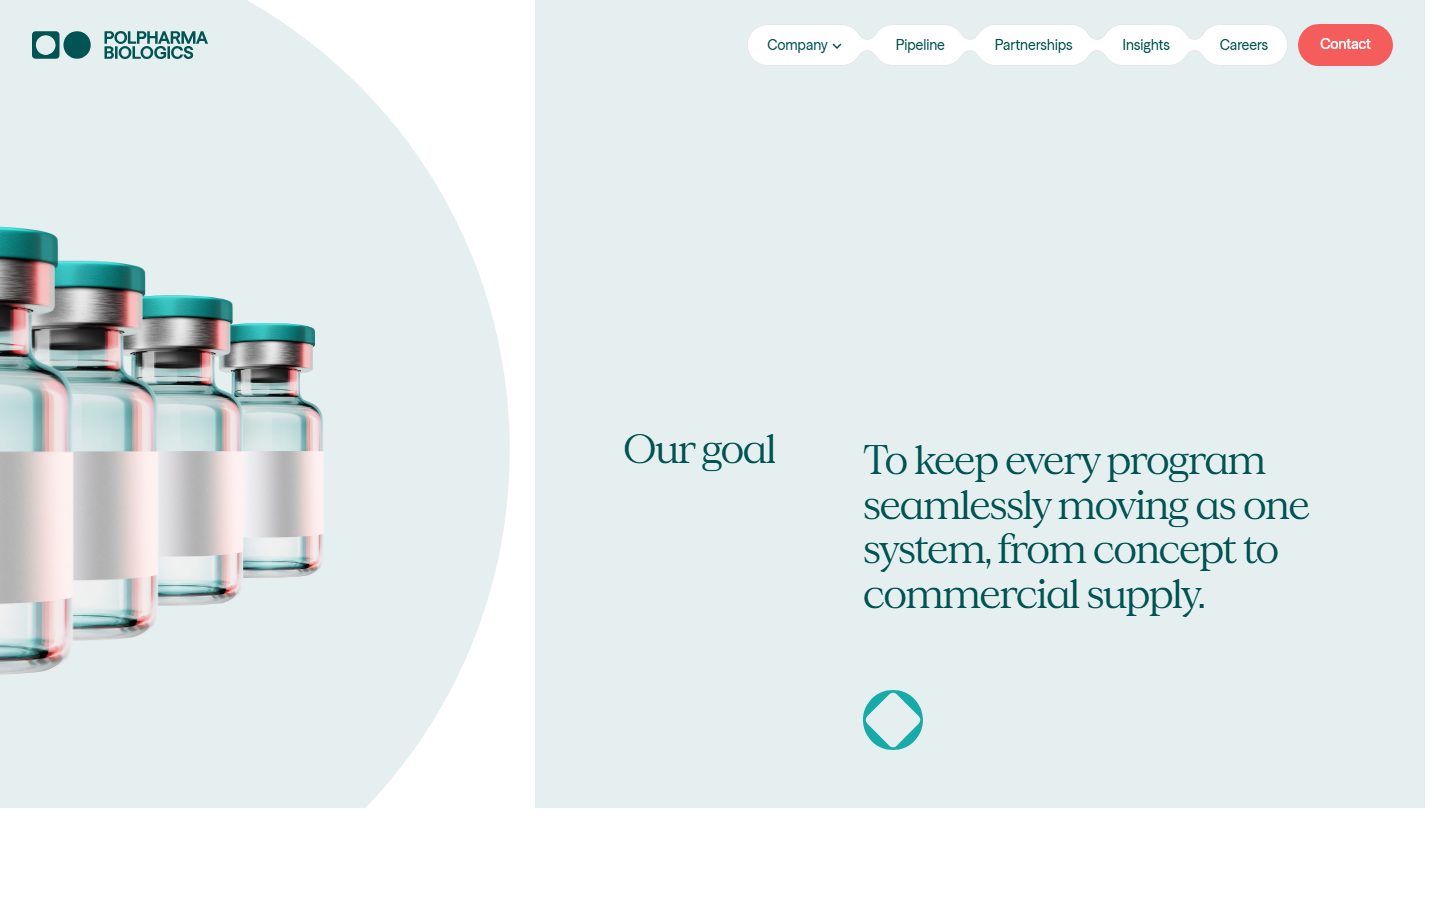 POLPHARMA
BIOLOGICS
Company
Pipeline
Partnerships
Insights
Careers
Contact
Our goal
To keep every program
seamlessly moving as one
system, from concept to
commercial supply.